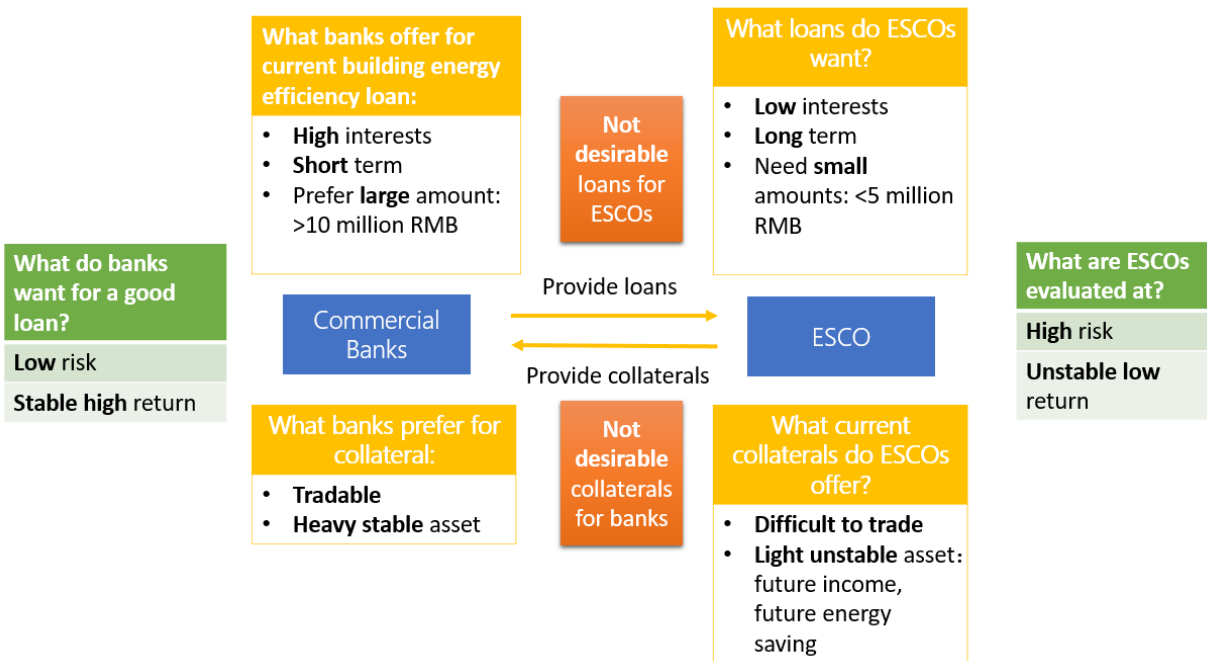 What banks offer for
current building energy
efficiency loan:
• High interests
• Short term
• Prefer large amount:
>10 million RMB
Not
desirable
loans for
ESCOs
What loans do ESCOs
want?
• Low interests
• Long term
• Need small
amounts: <5 million
RMB
What do banks
want for a good
loan?
Low risk
Stable high return
Commercial
Banks
Provide loans
Provide collaterals
ESCO
What are ESCOs
evaluated at?
High risk
Unstable low
return
What banks prefer for
collateral:
• Tradable
• Heavy stable asset
Not
desirable
collaterals
for banks
What current
collaterals do ESCOs
offer?
• Difficult to trade
• Light unstable asset：
future income,
future energy
saving